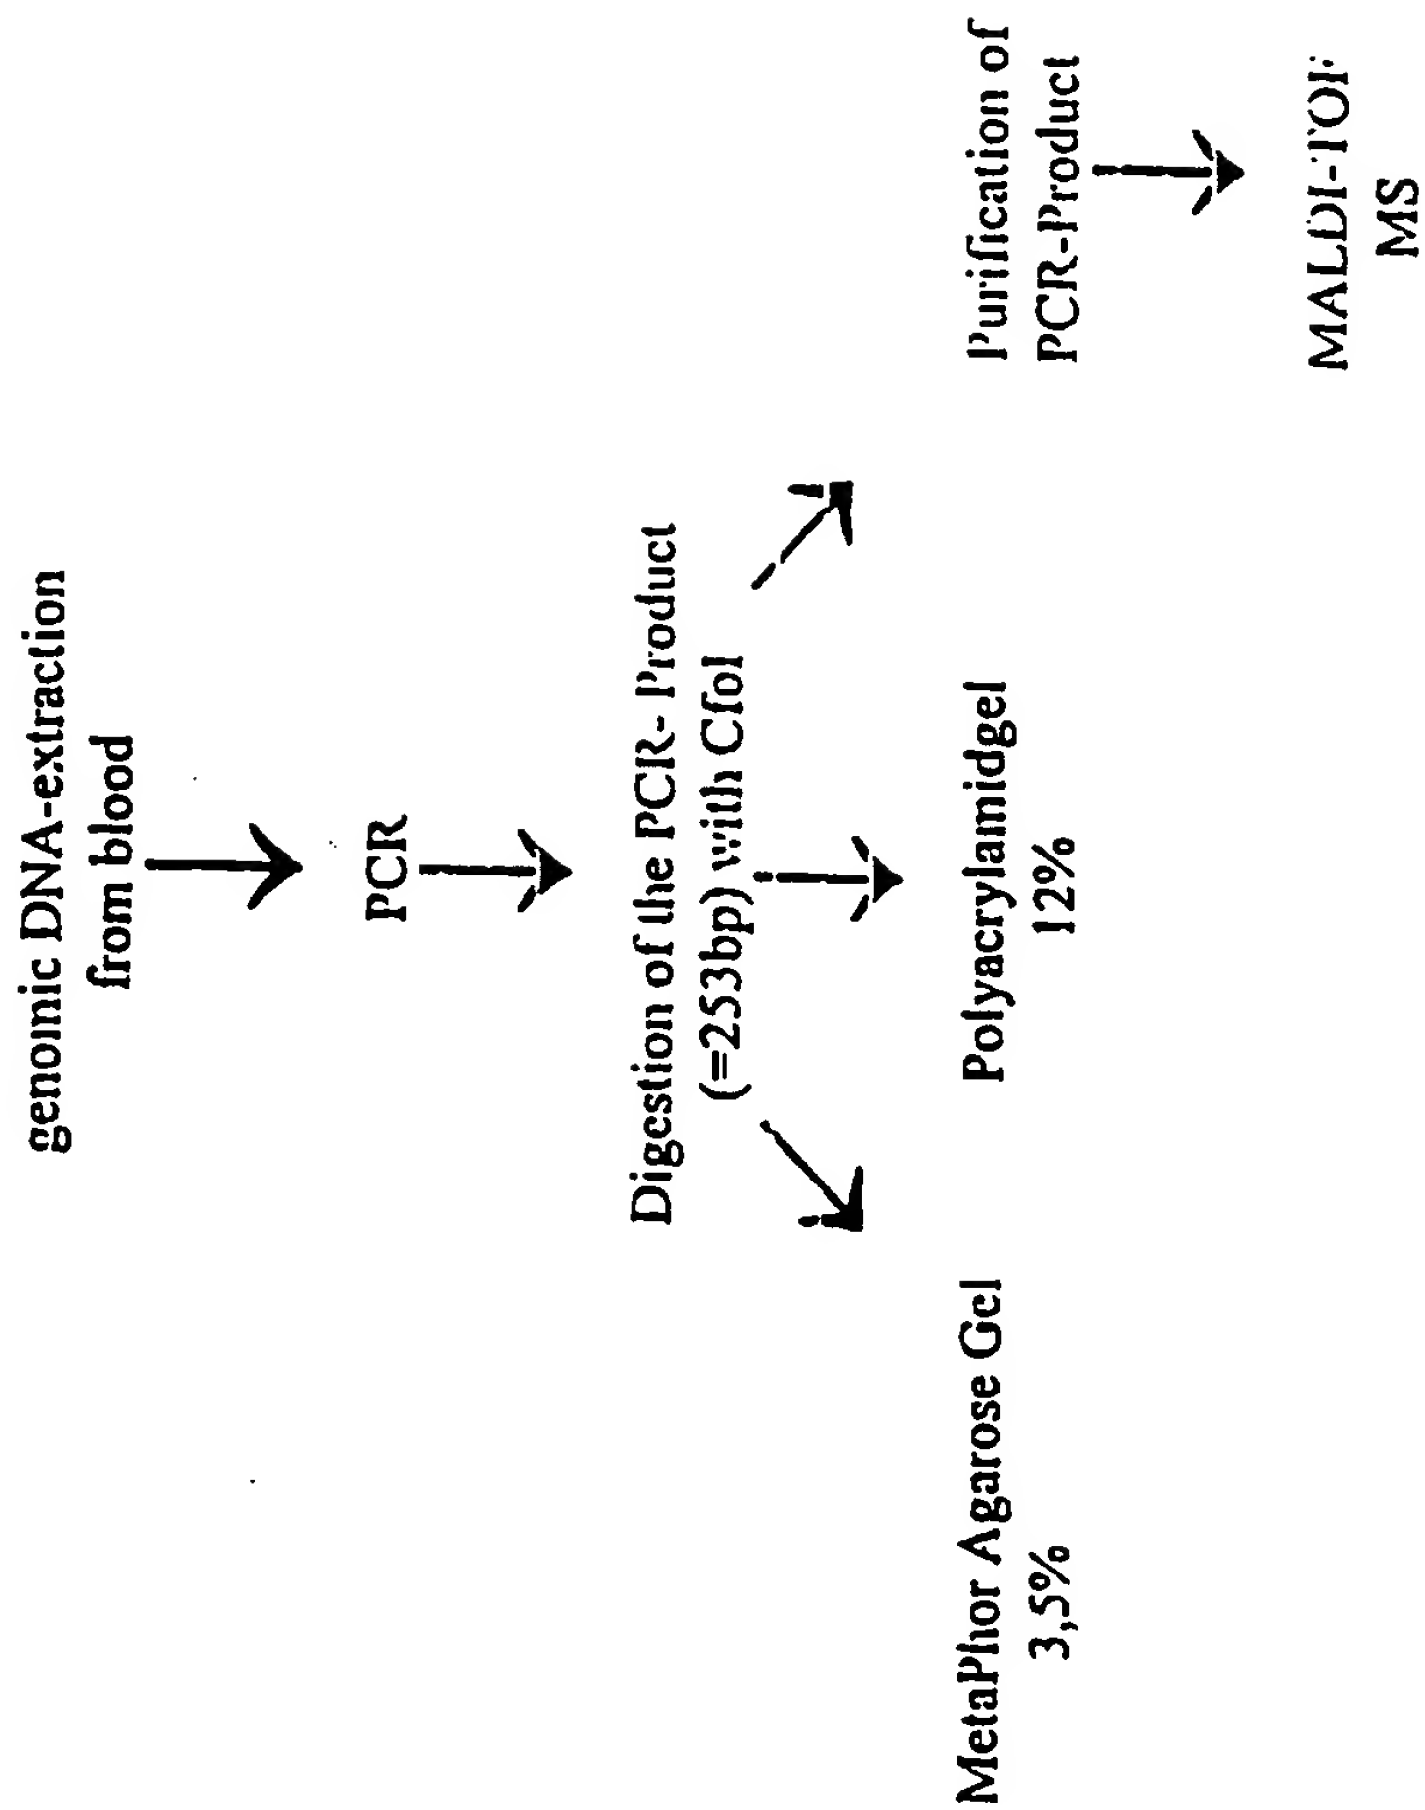 genomic DNA-extraction
from blood
PCR
Digestion of the PCR- Product
(=253bp) with CfoI
MetaPhor Agarose Gel
3,5%
Polyacrylamidgel
12%
Purification of
PCR-Product
MALDI-TOF
MS